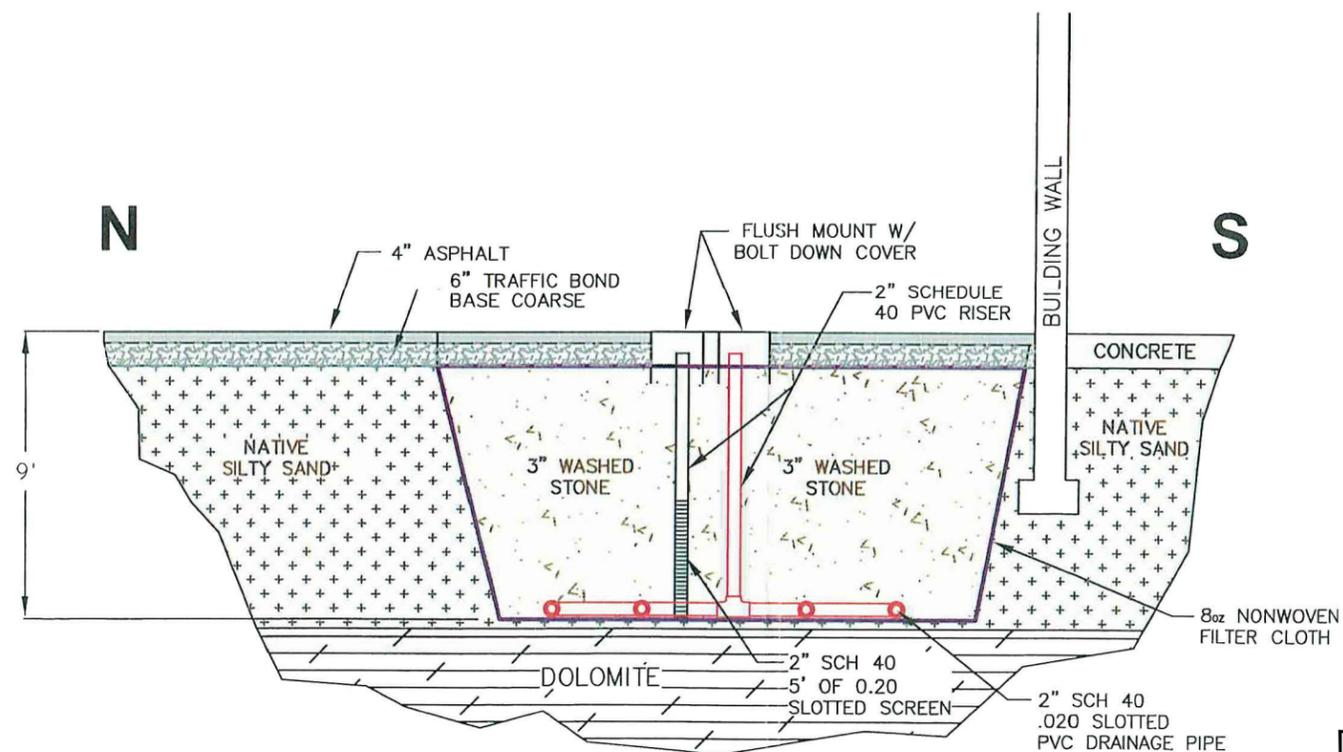 N
S
BUILDING WALL
4" ASPHALT
6" TRAFFIC BOND
BASE COARSE
FLUSH MOUNT W/
BOLT DOWN COVER
2" SCHEDULE
40 PVC RISER
CONCRETE
9'
NATIVE
SILTY SAND
3" WASHED
STONE
3" WASHED
STONE
NATIVE
SILTY SAND
8oz NONWOVEN
FILTER CLOTH
DOLOMITE
2" SCH 40
5' OF 0.20
SLOTTED SCREEN
2" SCH 40
.020 SLOTTED
PVC DRAINAGE PIPE